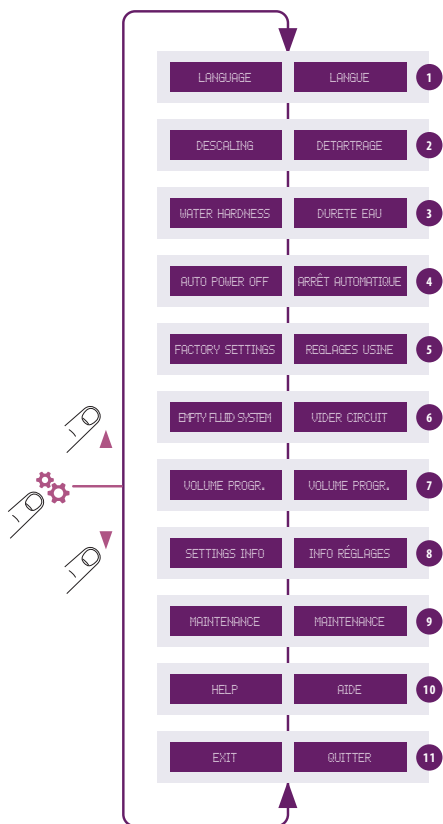 LANGUAGE LANGUE 1
DESCALING DETARTRAGE 2
WATER HARDNESS DURETE EAU 3
AUTO POWER OFF ARRÊT AUTOMATIQUE 4
FACTORY SETTINGS REGLAGES USINE 5
EMPTY FLUID SYSTEM VIDER CIRCUIT 6
VOLUME PROGR. VOLUME PROGR. 7
SETTINGS INFO INFO RÉGLAGES 8
MAINTENANCE MAINTENANCE 9
HELP AIDE 10
EXIT QUITTER 11